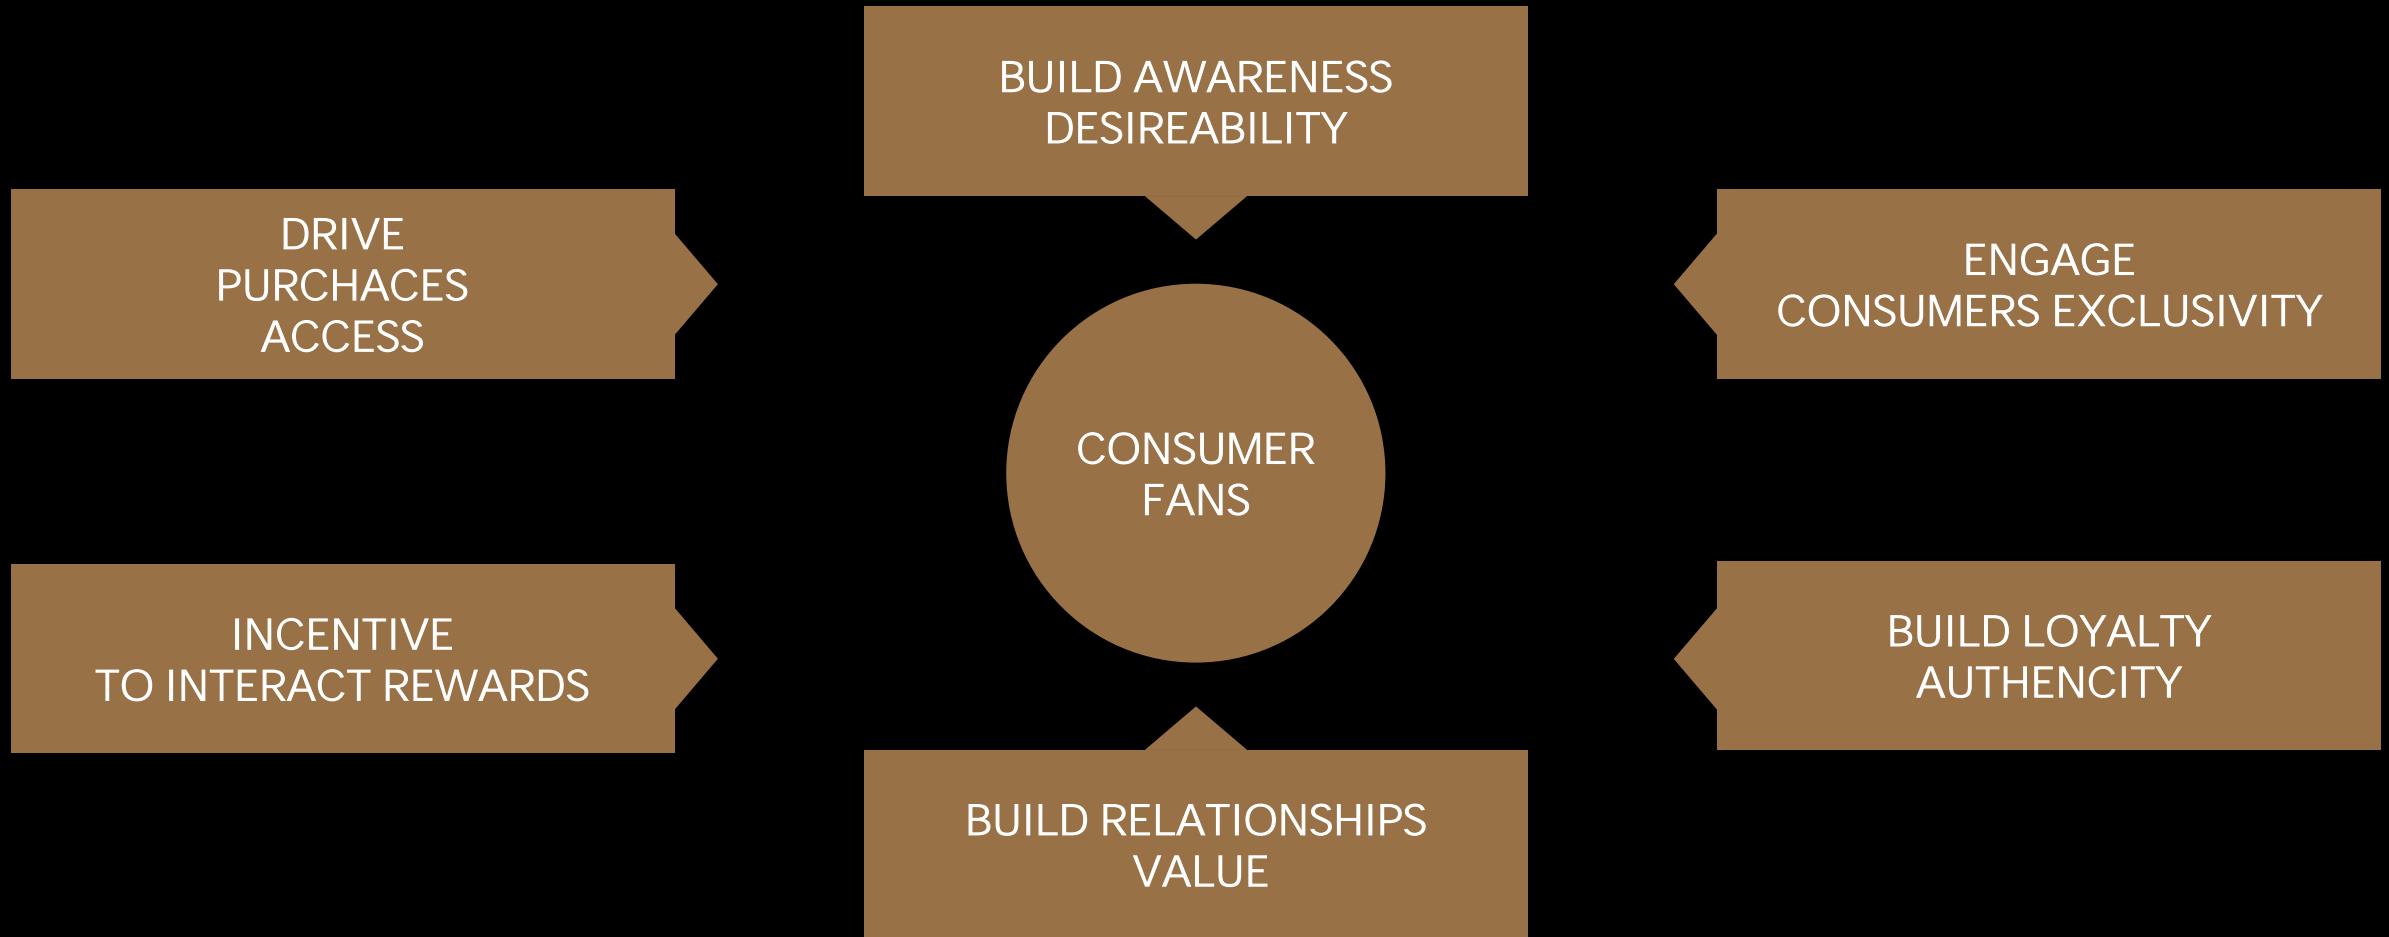 BUILD AWARENESS
DESIREABILITY
DRIVE
PURCHACES
ACCESS
ENGAGE
CONSUMERS EXCLUSIVITY
CONSUMER
FANS
INCENTIVE
TO INTERACT REWARDS
BUILD LOYALTY
AUTHENCITY
BUILD RELATIONSHIPS
VALUE